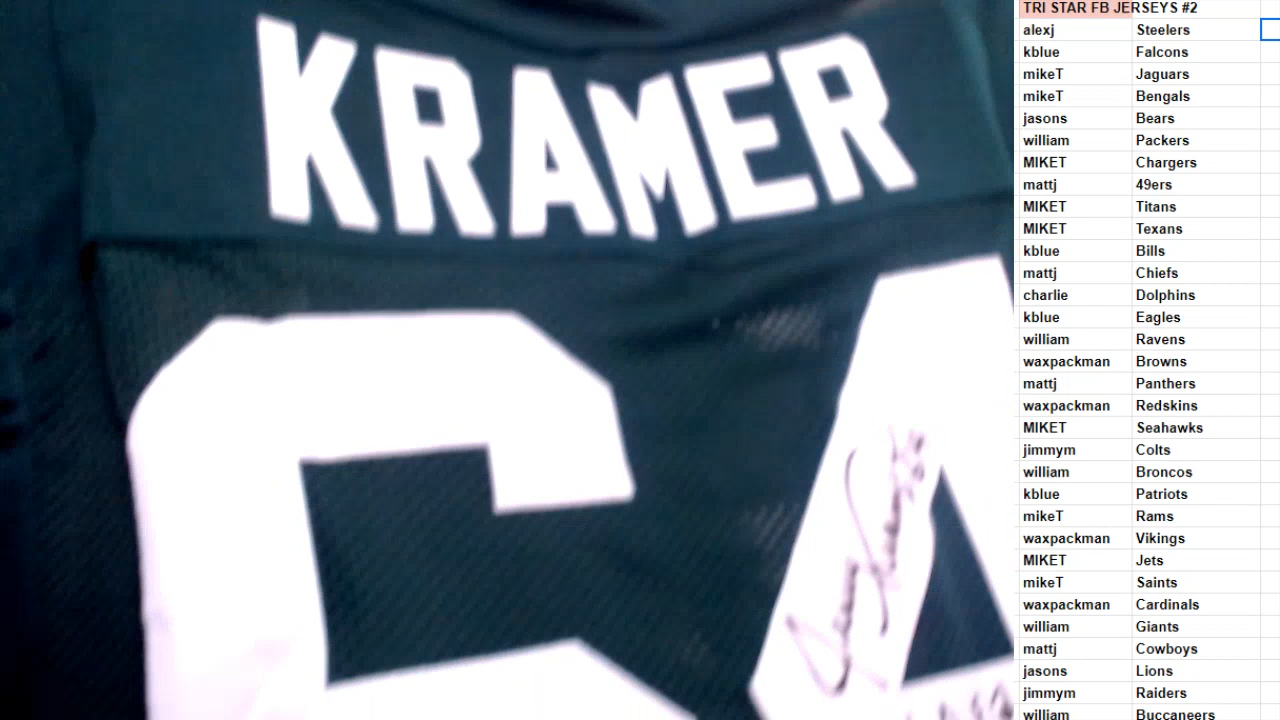 KRAMER
64
TRI STAR FB JERSEYS #2
alexj Steelers
kblue Falcons
mikeT Jaguars
mikeT Bengals
jasons Bears
william Packers
MIKET Chargers
mattj 49ers
MIKET Titans
MIKET Texans
kblue Bills
mattj Chiefs
charlie Dolphins
kblue Eagles
william Ravens
waxpackman Browns
mattj Panthers
waxpackman Redskins
MIKET Seahawks
jimmym Colts
william Broncos
kblue Patriots
mikeT Rams
waxpackman Vikings
MIKET Jets
mikeT Saints
waxpackman Cardinals
william Giants
mattj Cowboys
jasons Lions
jimmym Raiders
william Buccaneers